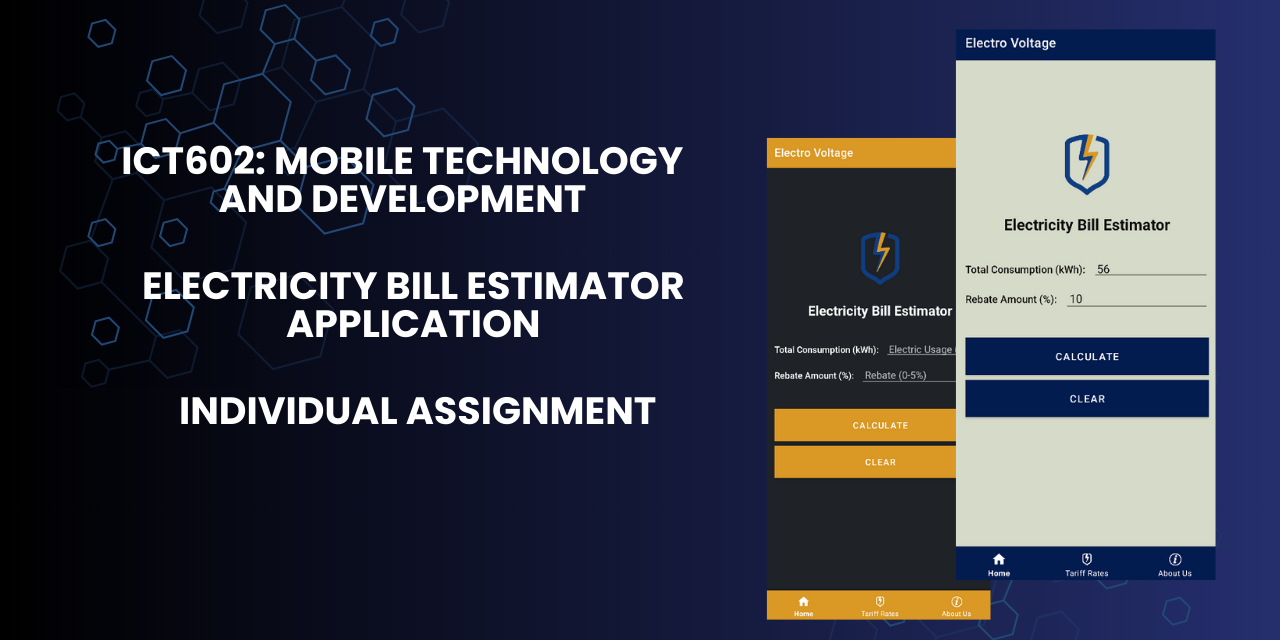 ICT602: MOBILE TECHNOLOGY
AND DEVELOPMENT
ELECTRICITY BILL ESTIMATOR
APPLICATION
INDIVIDUAL ASSIGNMENT
Electro Voltage
Electricity Bill Estimator
Total Consumption (kWh): Electric Usage
Rebate Amount (%): Rebate (0-5%)
CALCULATE
CLEAR
Home Tariff Rates About Us
Electro Voltage
Electricity Bill Estimator
Total Consumption (kWh): 56
Rebate Amount (%): 10
CALCULATE
CLEAR
Home Tariff Rates About Us